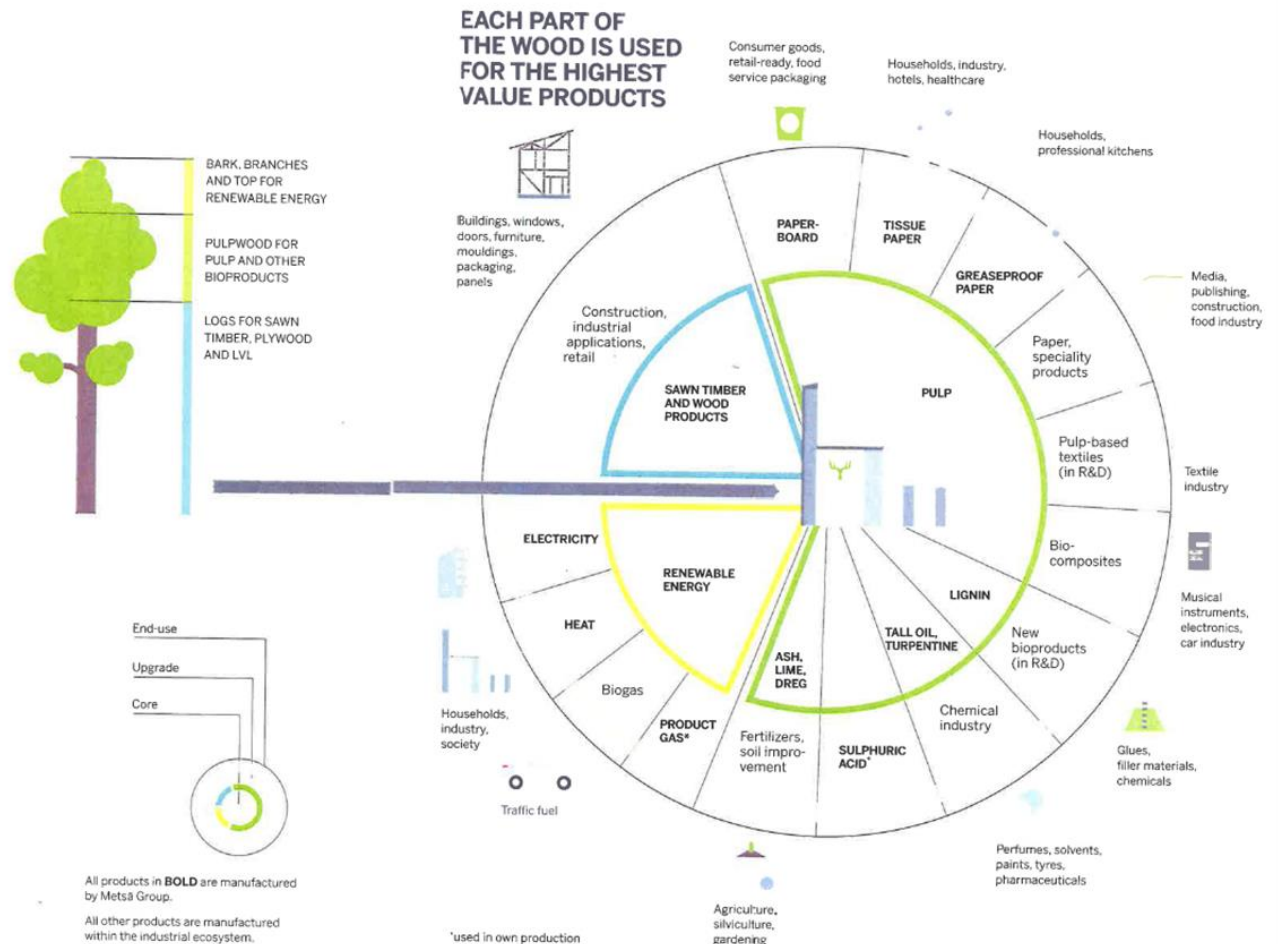 EACH PART OF
THE WOOD IS USED
FOR THE HIGHEST
VALUE PRODUCTS
Consumer goods,
retail-ready, food
service packaging
Households, industry,
hotels, healthcare
Households,
professional kitchens
BARK, BRANCHES
AND TOP FOR
RENEWABLE ENERGY
PULPWOOD FOR
PULP AND OTHER
BIOPRODUCTS
LOGS FOR SAWN
TIMBER, PLYWOOD
AND LVL
Buildings, windows,
doors, furniture,
mouldings,
packaging,
panels
PAPER-
BOARD
TISSUE
PAPER
GREASEPROOF
PAPER
Media,
publishing,
construction,
food industry
Construction,
industrial
applications,
retail
Paper,
speciality
products
SAWN TIMBER
AND WOOD
PRODUCTS
PULP
Pulp-based
textiles
(in R&D)
Textile
industry
ELECTRICITY
RENEWABLE
ENERGY
Bio-
composites
LIGNIN
Musical
instruments,
electronics,
car industry
HEAT
TALL OIL,
TURPENTINE
New
bioproducts
(in R&D)
ASH,
LIME,
DREG
Biogas
PRODUCT
GAS*
Fertilizers,
soil impro-
vement
SULPHURIC
ACID*
Chemical
industry
End-use
Upgrade
Core
Households,
industry,
society
Glues,
filler materials,
chemicals
Traffic fuel
Perfumes, solvents,
paints, tyres,
pharmaceuticals
Agriculture,
silviculture,
gardening
All products in BOLD are manufactured
by Metsä Group.
All other products are manufactured
within the industrial ecosystem.
*used in own production